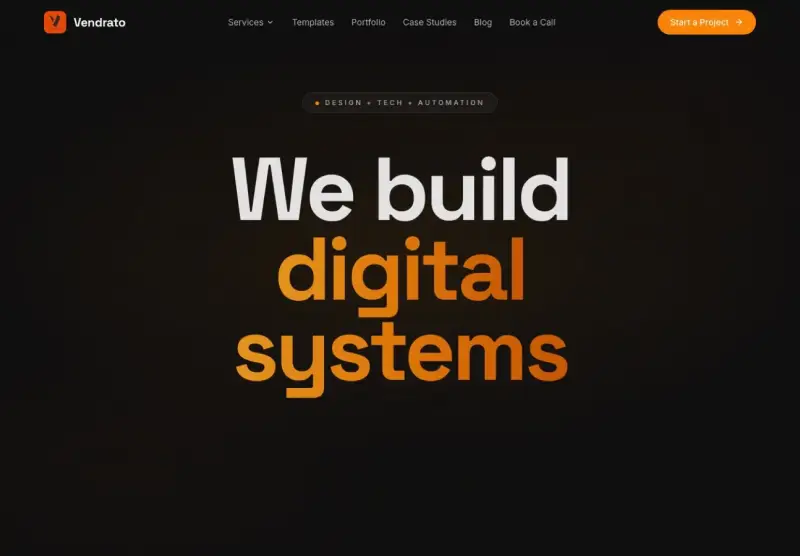 Vendrato
Services
Templates
Portfolio
Case Studies
Blog
Book a Call
Start a Project →
DESIGN + TECH + AUTOMATION
We build
digital
systems